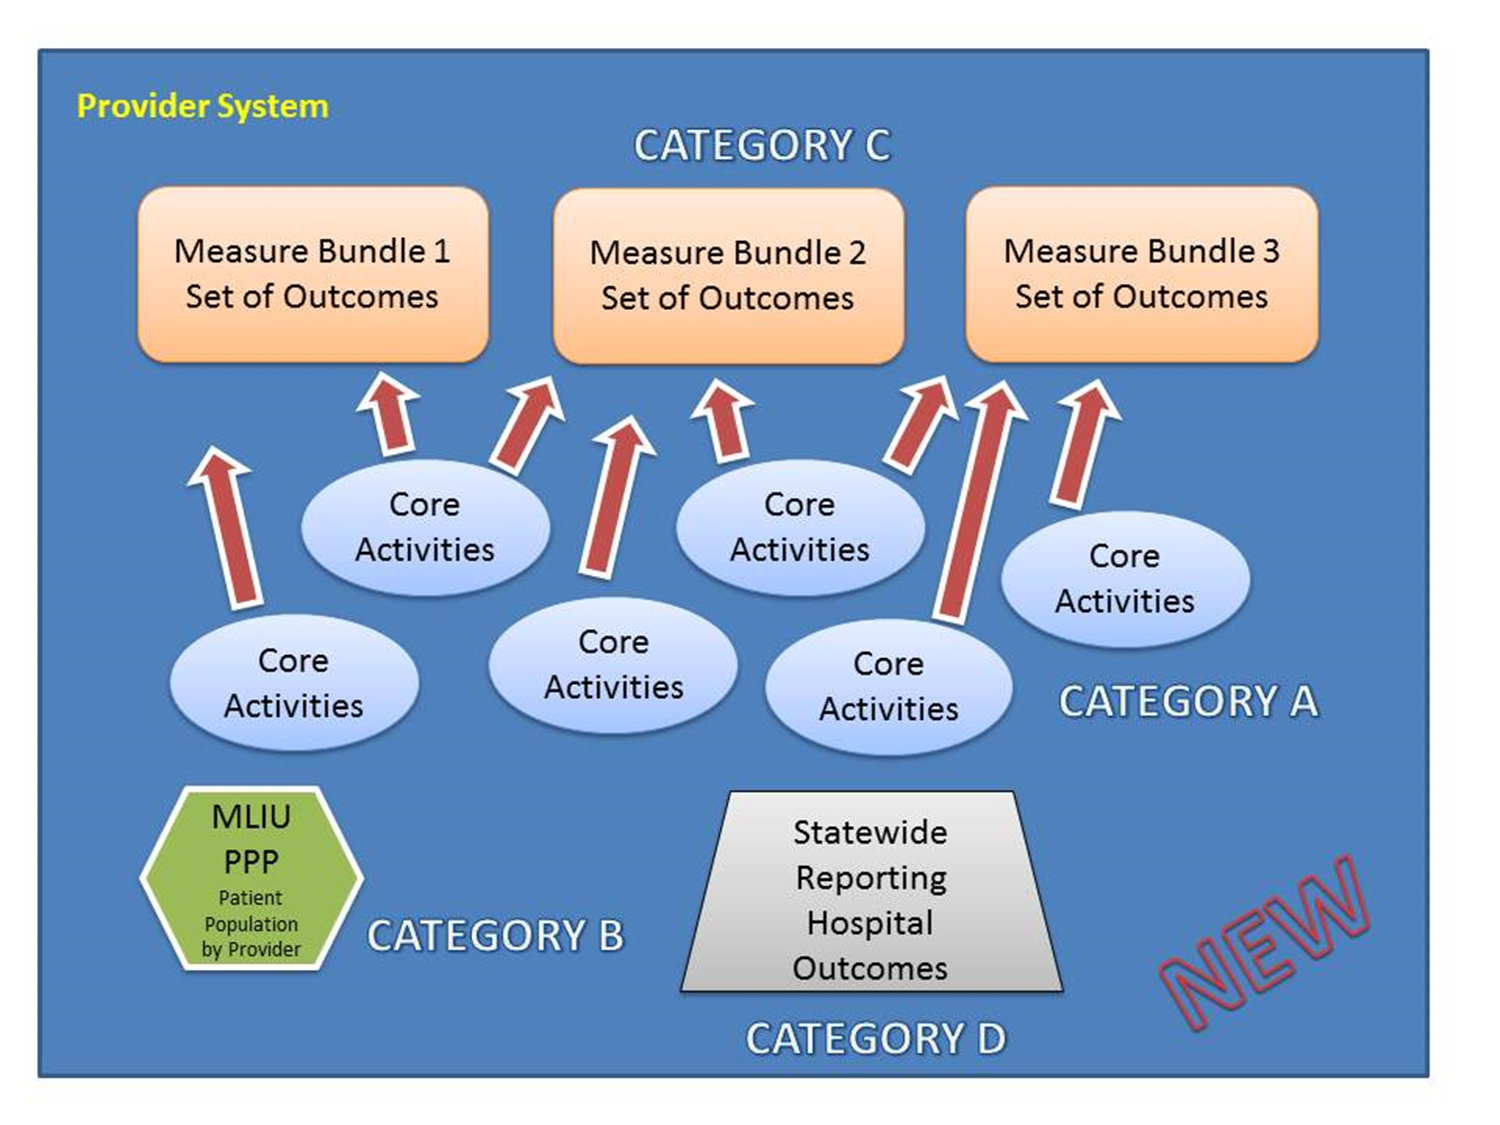 Provider System
CATEGORY C
Measure Bundle 1
Set of Outcomes
Measure Bundle 2
Set of Outcomes
Measure Bundle 3
Set of Outcomes
Core
Activities
Core
Activities
Core
Activities
Core
Activities
Core
Activities
Core
Activities
CATEGORY A
MLIU
PPP
Patient
Population
by Provider
CATEGORY B
Statewide
Reporting
Hospital
Outcomes
CATEGORY D
NEW